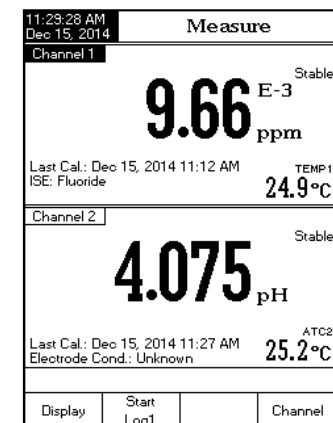 11:29:28 AM
Dec 15, 2014
Measure
Channel 1
Stable
9.66 E-3
ppm
Last Cal.: Dec 15, 2014 11:12 AM
ISE: Fluoride
TEMP1
24.9°C
Channel 2
Stable
4.075 pH
Last Cal.: Dec 15, 2014 11:27 AM
Electrode Cond.: Unknown
ATC2
25.2°C
Display
Start
Log1
Channel